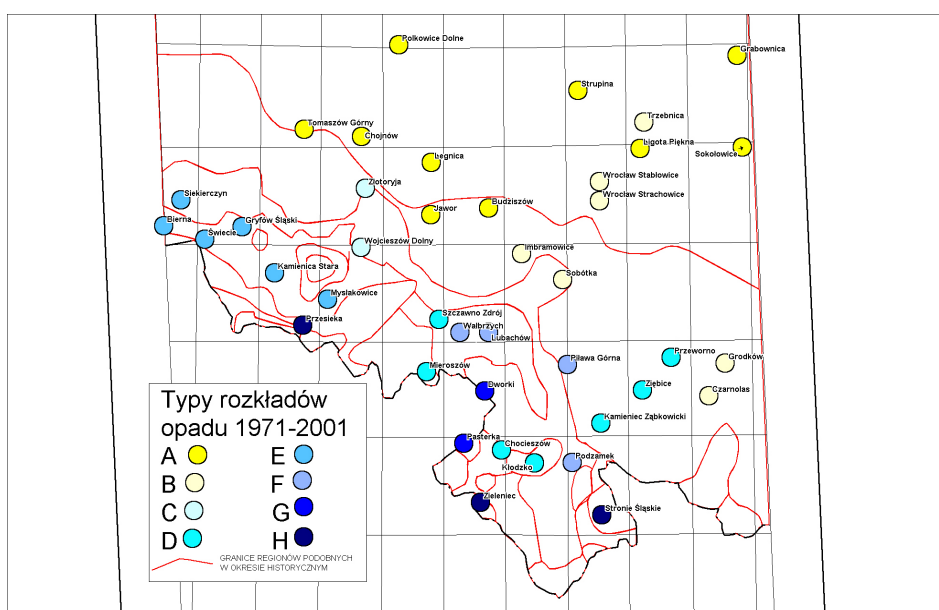 Polkowice Dolne
Grabownica
Strupina
Trzebnica
Tomaszów Górny
Chojnów
Ligota Piękna
Sokołowice
Legnica
Wrocław Stabłowice
Złotoryja
Siekierczyn
Wrocław Strachowice
Jawor
Budziszów
Bierna
Gryfów Śląski
Świecie
Wojcieszów Dolny
Imbramowice
Kamienica Stara
Sobótka
Mysłakowice
Szczawno Zdrój
Przesieka
Wałbrzych
Lubachów
Mieroszów
Piława Górna
Przeworno
Grodków
Dworki
Ziębice
Czarnolas
Kamieniec Ząbkowicki
Pasterka
Chocieszów
Kłodzko
Podzamek
Zieleniec
Stronie Śląskie
Typy rozkładów
opadu 1971-2001
A E
B F
C G
D H
GRANICE REGIONÓW PODOBNYCH
W OKRESIE HISTORYCZNYM